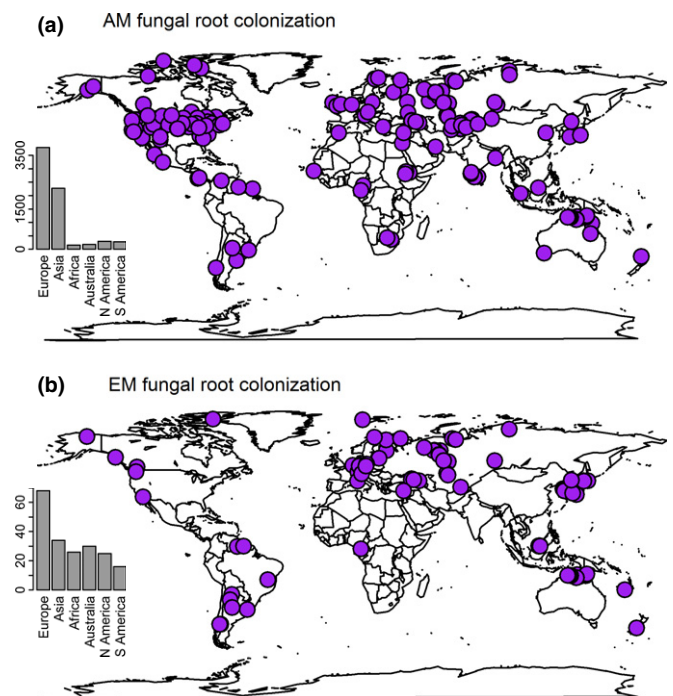 (a) AM fungal root colonization
3500
1500
0
Europe
Asia
Africa
Australia
N America
S America
(b) EM fungal root colonization
60
40
20
0
Europe
Asia
Africa
Australia
N America
S America